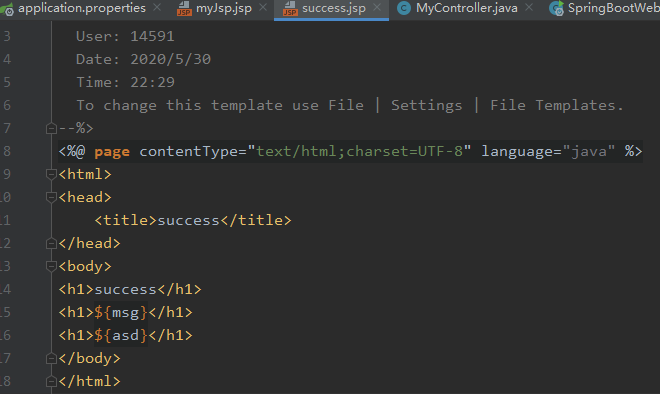 application.properties myJsp.jsp success.jsp MyController.java SpringBootWeb
3 User: 14591
4 Date: 2020/5/30
5 Time: 22:29
6 To change this template use File | Settings | File Templates.
7 --%>
8 <%@ page contentType="text/html;charset=UTF-8" language="java" %>
9 <html>
10 <head>
11 <title>success</title>
12 </head>
13 <body>
14 <h1>success</h1>
15 <h1>${msg}</h1>
16 <h1>${asd}</h1>
17 </body>
18 </html>